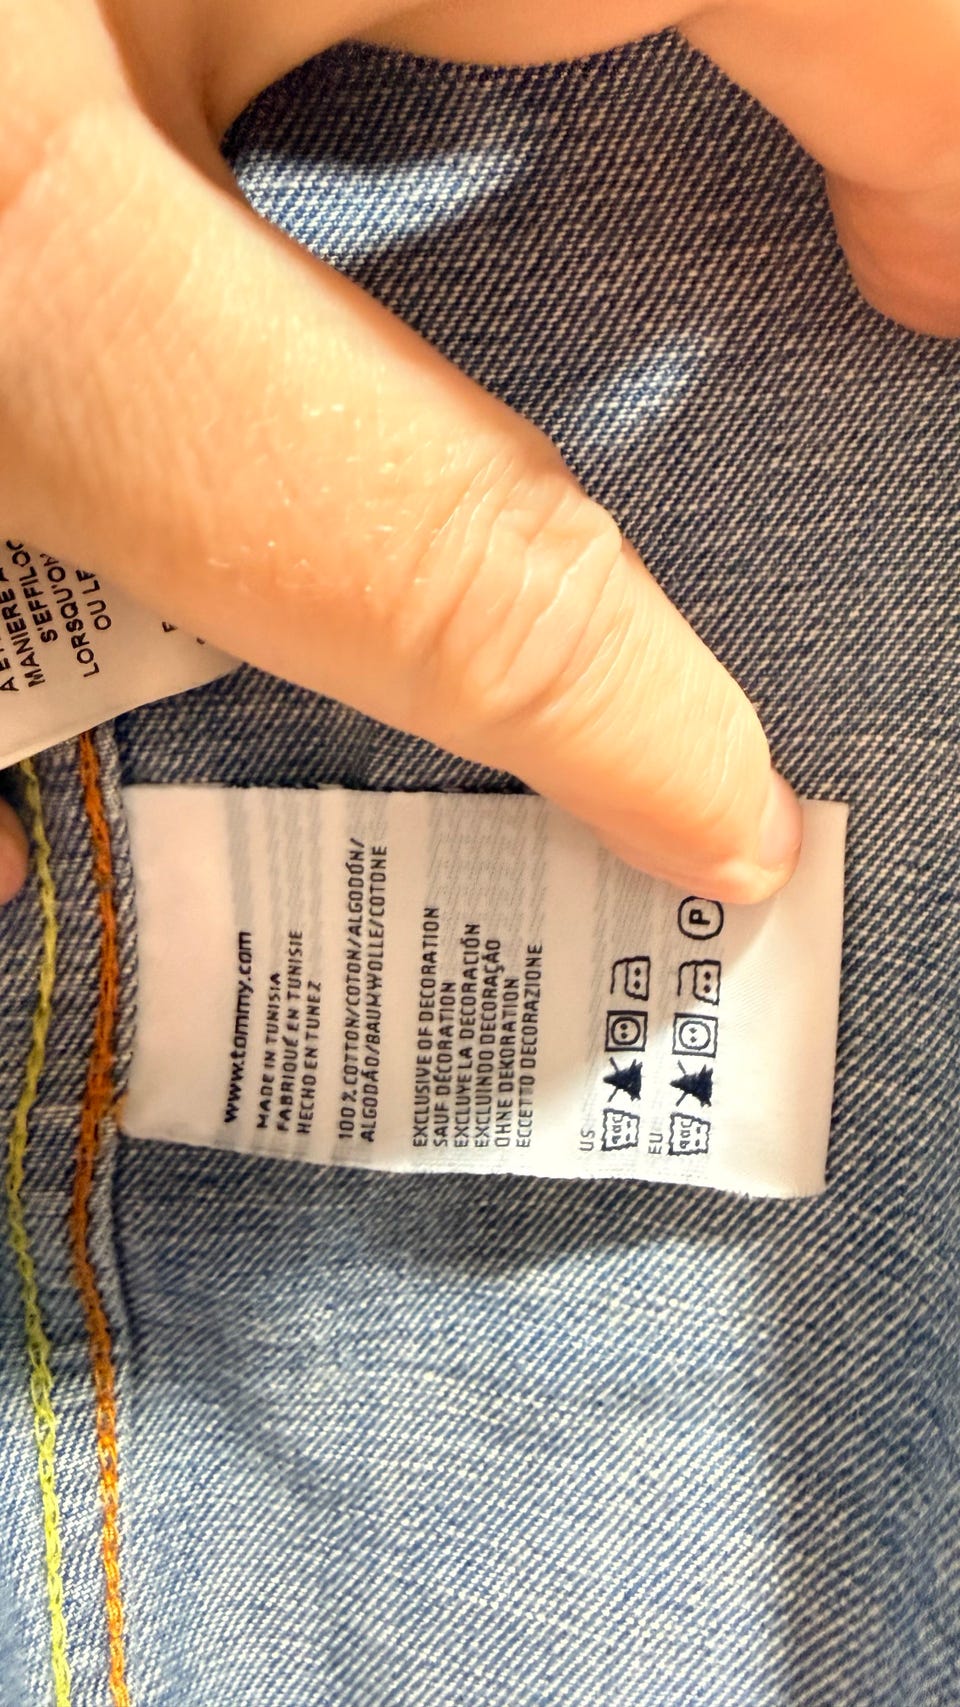 MANIERE
S'EFFILO
LORSQU'ON
OU LE
www.tommy.com
MADE IN TUNISIA
FABRIQUÉ EN TUNISIE
HECHO EN TUNEZ
100% COTTON/COTON/ALGODÓN/
ALGODÃO/BAUMWOLLE/COTONE
EXCLUSIVE OF DECORATION
SAUF DÉCORATION
EXCLUYE LA DECORACIÓN
EXCLUINDO DECORAÇÃO
OHNE DEKORATION
ECCETTO DECORAZIONE
US
EU
P